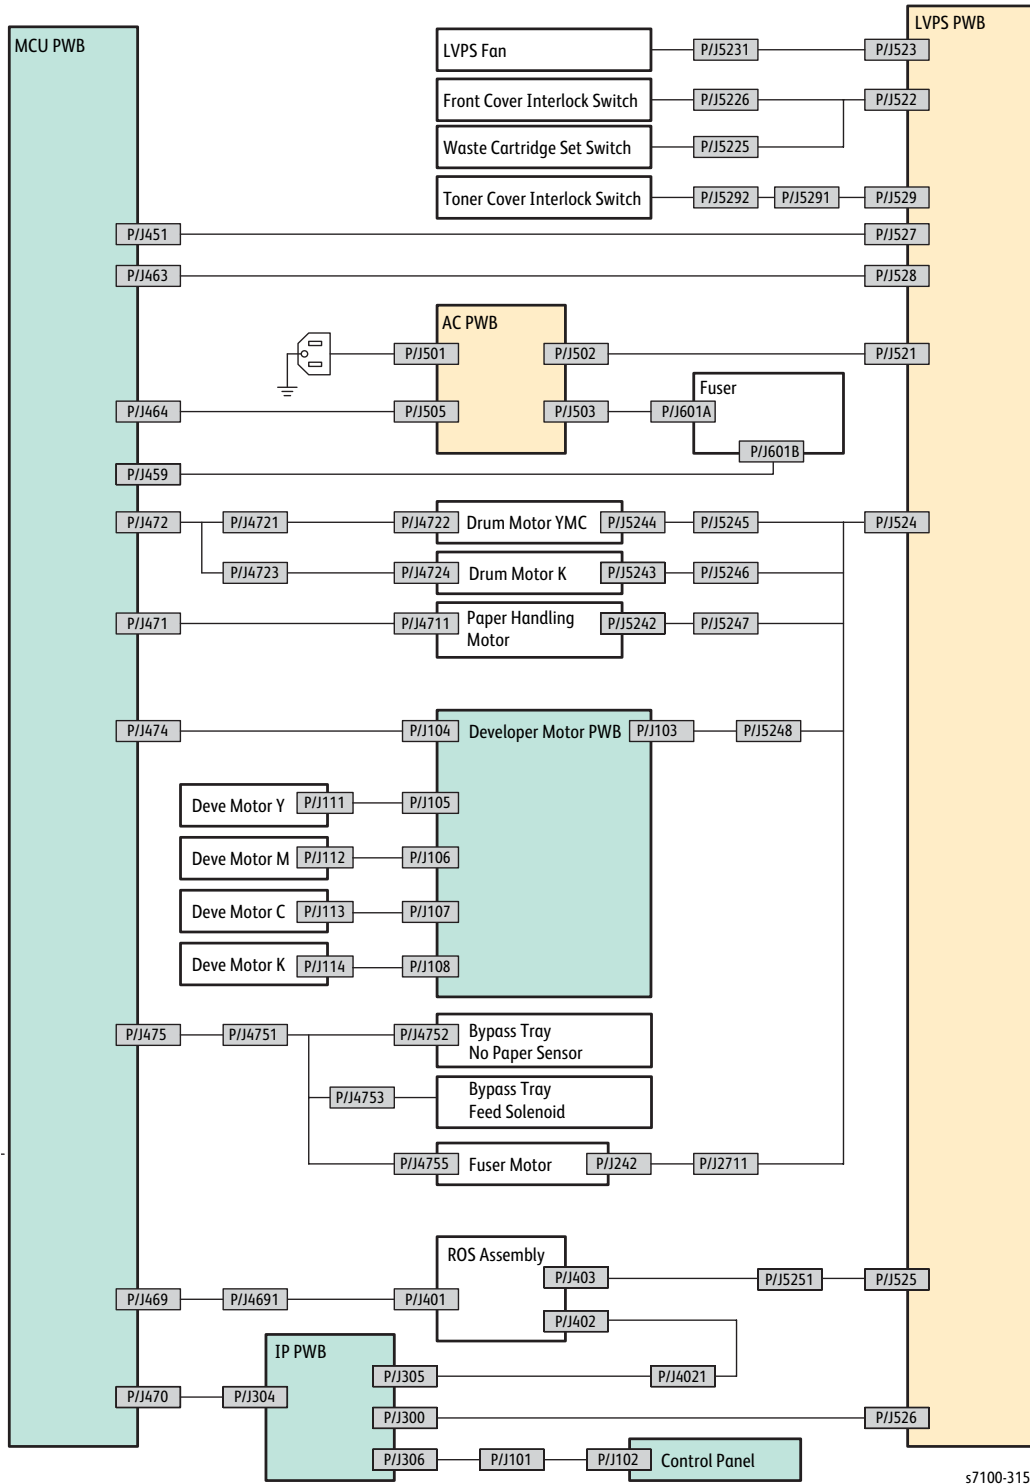 MCU PWB
LVPS PWB
LVPS Fan
P/J5231
P/J523
Front Cover Interlock Switch
P/J5226
P/J522
Waste Cartridge Set Switch
P/J5225
Toner Cover Interlock Switch
P/J5292
P/J5291
P/J529
P/J451
P/J527
P/J463
P/J528
AC PWB
P/J501
P/J502
P/J521
Fuser
P/J464
P/J505
P/J503
P/J601A
P/J601B
P/J459
P/J472
P/J4721
P/J4722
Drum Motor YMC
P/J5244
P/J5245
P/J524
P/J4723
P/J4724
Drum Motor K
P/J5243
P/J5246
P/J471
P/J4711
Paper Handling
Motor
P/J5242
P/J5247
P/J474
P/J104
Developer Motor PWB
P/J103
P/J5248
Deve Motor Y
P/J111
P/J105
Deve Motor M
P/J112
P/J106
Deve Motor C
P/J113
P/J107
Deve Motor K
P/J114
P/J108
P/J475
P/J4751
P/J4752
Bypass Tray
No Paper Sensor
P/J4753
Bypass Tray
Feed Solenoid
P/J4755
Fuser Motor
P/J242
P/J2711
ROS Assembly
P/J403
P/J5251
P/J525
P/J469
P/J4691
P/J401
P/J402
IP PWB
P/J305
P/J4021
P/J470
P/J304
P/J300
P/J526
P/J306
P/J101
P/J102
Control Panel
s7100-315